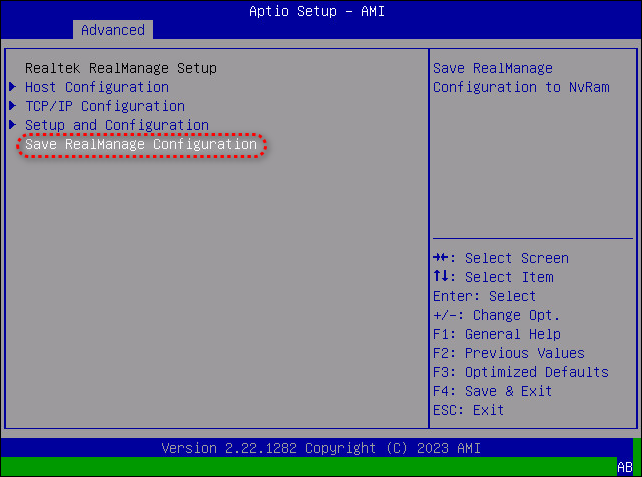 Aptio Setup – AMI
Advanced
Realtek RealManage Setup
Host Configuration
TCP/IP Configuration
Setup and Configuration
Save RealManage Configuration
Save RealManage
Configuration to NvRam
→←: Select Screen
↑↓: Select Item
Enter: Select
+/-: Change Opt.
F1: General Help
F2: Previous Values
F3: Optimized Defaults
F4: Save & Exit
ESC: Exit
Version 2.22.1282 Copyright (C) 2023 AMI
AB